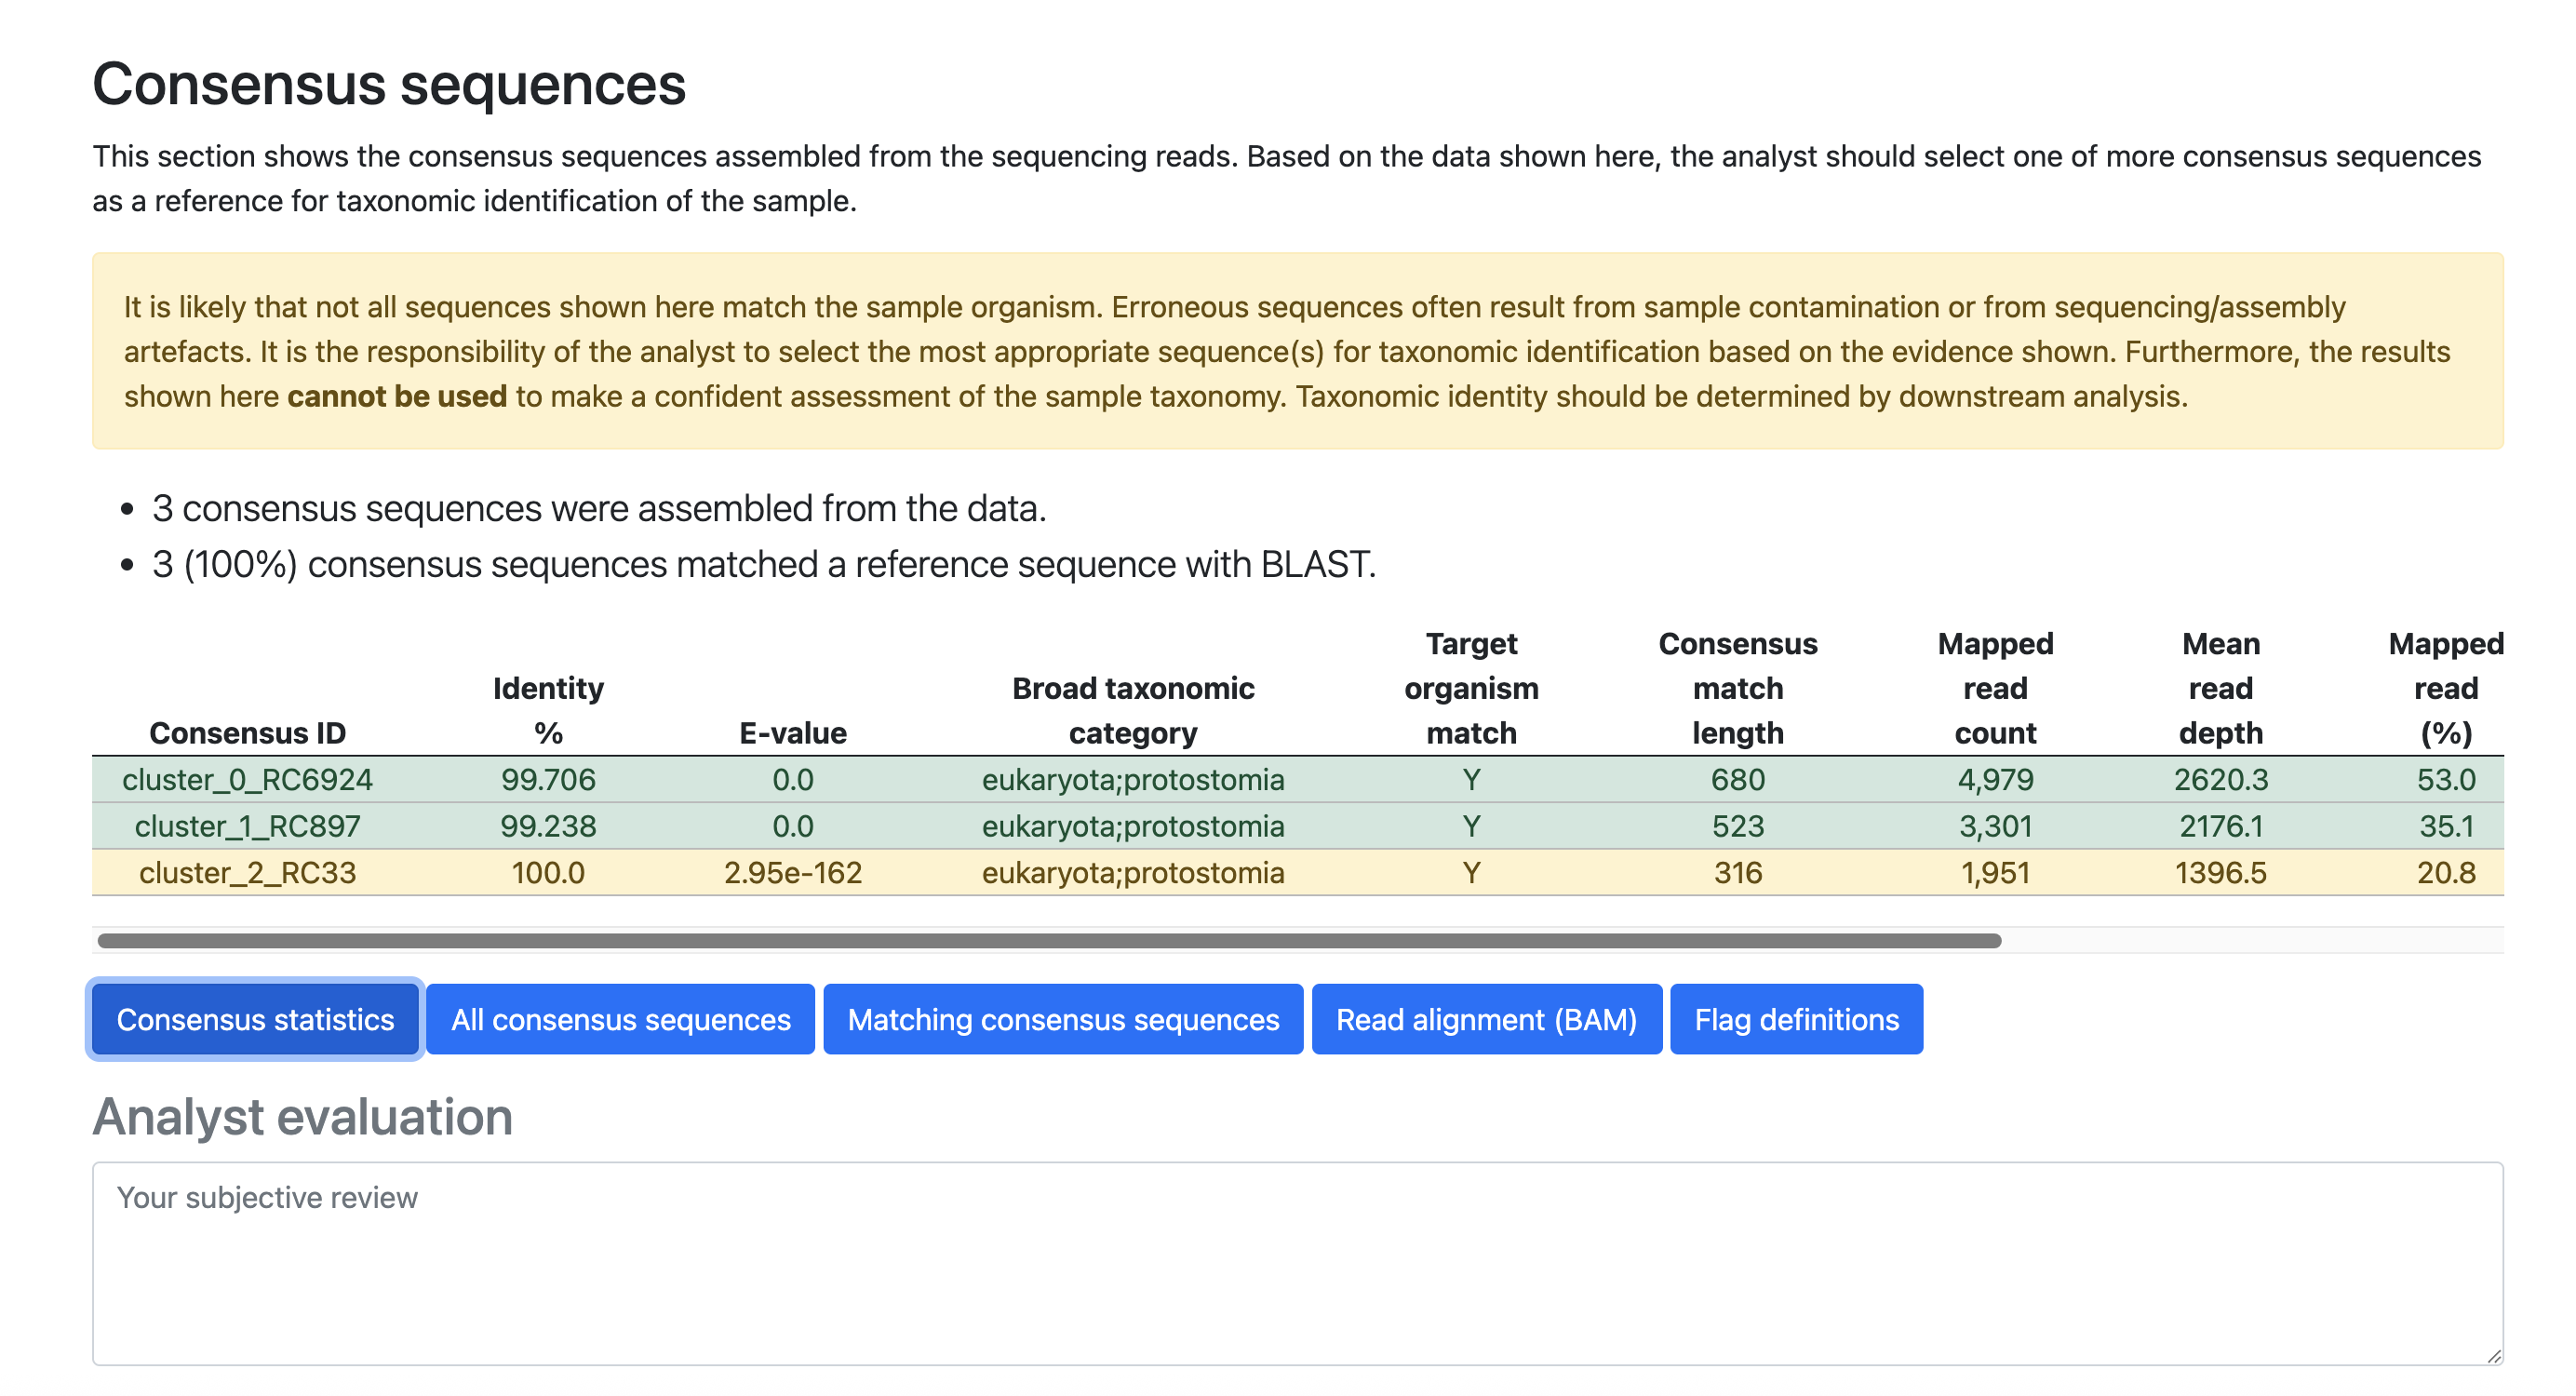 Consensus sequences
This section shows the consensus sequences assembled from the sequencing reads. Based on the data shown here, the analyst should select one of more consensus sequences
as a reference for taxonomic identification of the sample.
It is likely that not all sequences shown here match the sample organism. Erroneous sequences often result from sample contamination or from sequencing/assembly
artefacts. It is the responsibility of the analyst to select the most appropriate sequence(s) for taxonomic identification based on the evidence shown. Furthermore, the results
shown here cannot be used to make a confident assessment of the sample taxonomy. Taxonomic identity should be determined by downstream analysis.
• 3 consensus sequences were assembled from the data.
• 3 (100%) consensus sequences matched a reference sequence with BLAST.
Target Consensus Mapped Mean Mapped
Identity Broad taxonomic organism match read read read
Consensus ID % E-value category match length count depth (%)
cluster_0_RC6924 99.706 0.0 eukaryota;protostomia Y 680 4,979 2620.3 53.0
cluster_1_RC897 99.238 0.0 eukaryota;protostomia Y 523 3,301 2176.1 35.1
cluster_2_RC33 100.0 2.95e-162 eukaryota;protostomia Y 316 1,951 1396.5 20.8
Consensus statistics All consensus sequences Matching consensus sequences Read alignment (BAM) Flag definitions
Analyst evaluation
Your subjective review